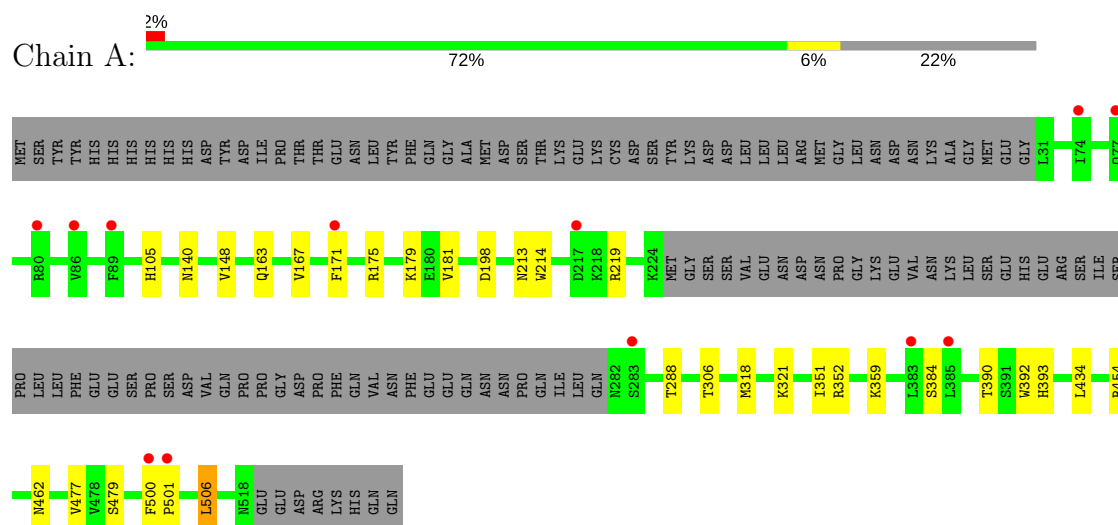 2%
Chain A:
72% 6% 22%
MET SER TYR TYR HIS HIS HIS HIS HIS HIS ASP TYR ASP ILE PRO THR THR GLU ASN LEU TYR PHE GLN GLY ALA MET ASP SER THR LYS GLU LYS CYS ASP SER TYR LYS ASP ASP LEU LEU LEU ARG MET GLY LEU ASN ASP ASN LYS ALA GLY MET GLU GLY L31 I74 Q77
R80 V86 F89 H105 N140 V148 Q163 V167 F171 R175 K179 E180 V181 D198 N213 W214 D217 K218 R219 K224 MET GLY SER SER VAL GLU ASN ASP ASN PRO GLY LYS GLU VAL ASN LYS LEU SER GLU HIS GLU ARG SER ILE SER
PRO LEU LEU PHE GLU GLU SER PRO SER ASP VAL GLN PRO PRO GLY ASP PRO PHE GLN VAL ASN PHE GLU GLU GLN ASN ASN PRO GLN ILE LEU GLN N282 S283 T288 T306 M318 K321 I351 R352 K359 L383 S384 L385 T390 S391 W392 H393 L434 R454
N462 V477 V478 S479 F500 P501 L506 N518 GLU GLU ASP ARG LYS HIS GLN GLN